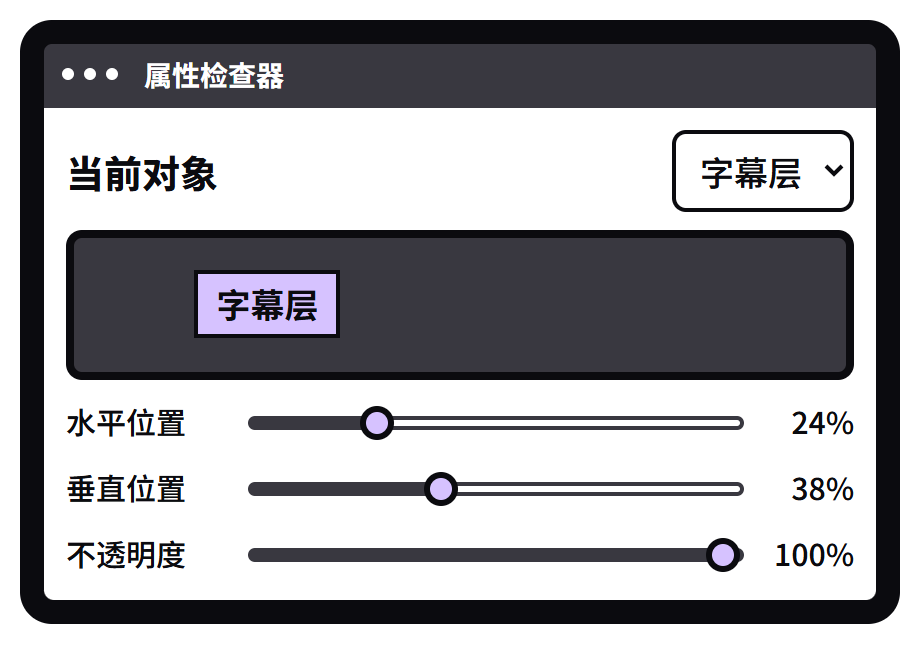 属性检查器
当前对象
字幕层
字幕层
水平位置 24%
垂直位置 38%
不透明度 100%